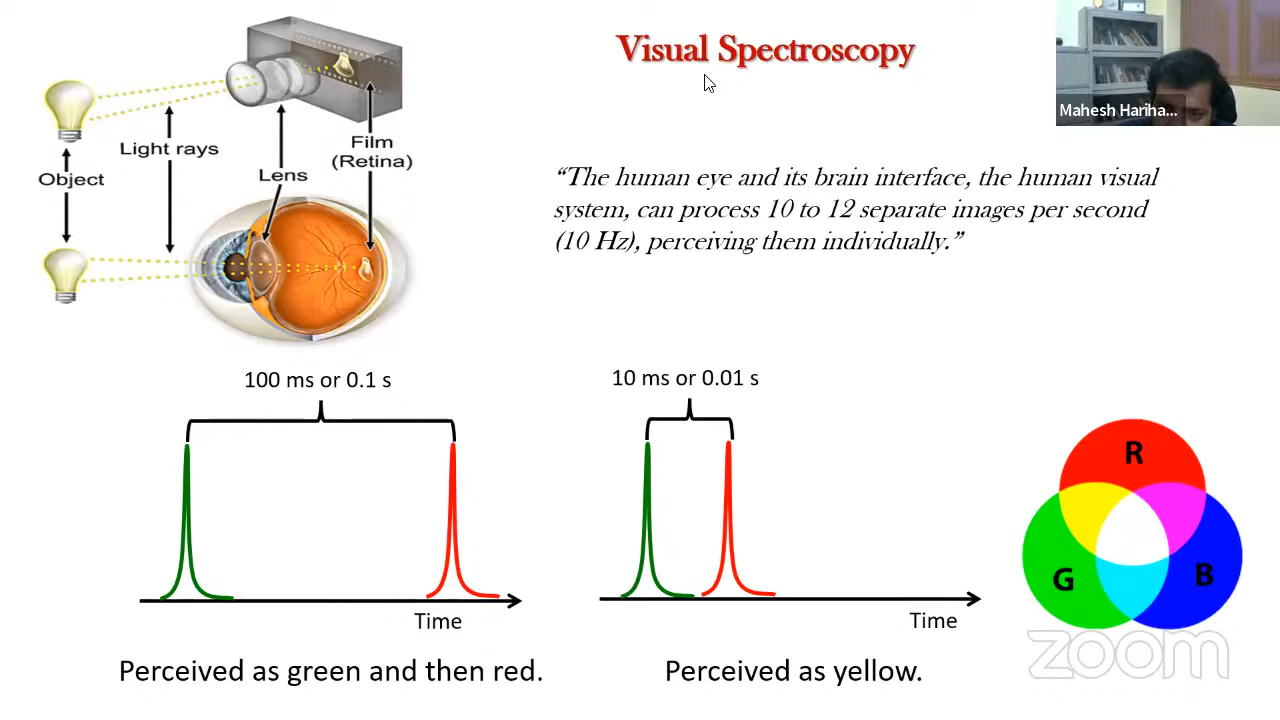 Visual Spectroscopy
Mahesh Hariha...
Light rays
Film
(Retina)
Object
Lens
“The human eye and its brain interface, the human visual
system, can process 10 to 12 separate images per second
(10 Hz), perceiving them individually.”
100 ms or 0.1 s
10 ms or 0.01 s
R
G
B
Time
Time
Perceived as green and then red.
Perceived as yellow.
zoom